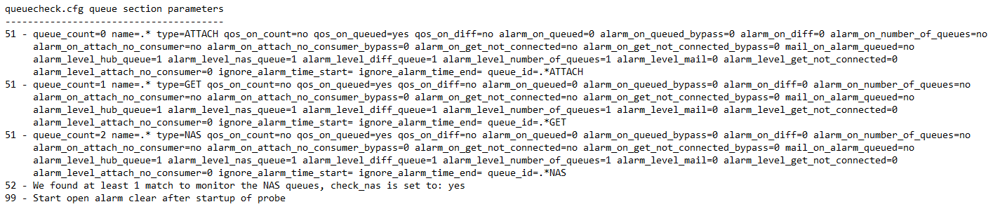 queuecheck.cfg queue section parameters
---------------------------------------
51 - queue_count=0 name=.* type=ATTACH qos_on_count=no qos_on_queued=yes qos_on_diff=no alarm_on_queued=0 alarm_on_queued_bypass=0 alarm_on_diff=0 alarm_on_number_of_queues=no
     alarm_on_attach_no_consumer=no alarm_on_attach_no_consumer_bypass=0 alarm_on_get_not_connected=no alarm_on_get_not_connected_bypass=0 mail_on_alarm_queued=no
     alarm_level_hub_queue=1 alarm_level_nas_queue=1 alarm_level_diff_queue=1 alarm_level_number_of_queues=1 alarm_level_mail=0 alarm_level_get_not_connected=0
     alarm_level_attach_no_consumer=0 ignore_alarm_time_start= ignore_alarm_time_end= queue_id=.*ATTACH
51 - queue_count=1 name=.* type=GET qos_on_count=no qos_on_queued=yes qos_on_diff=no alarm_on_queued=0 alarm_on_queued_bypass=0 alarm_on_diff=0 alarm_on_number_of_queues=no
     alarm_on_attach_no_consumer=no alarm_on_attach_no_consumer_bypass=0 alarm_on_get_not_connected=no alarm_on_get_not_connected_bypass=0 mail_on_alarm_queued=no
     alarm_level_hub_queue=1 alarm_level_nas_queue=1 alarm_level_diff_queue=1 alarm_level_number_of_queues=1 alarm_level_mail=0 alarm_level_get_not_connected=0
     alarm_level_attach_no_consumer=0 ignore_alarm_time_start= ignore_alarm_time_end= queue_id=.*GET
51 - queue_count=2 name=.* type=NAS qos_on_count=no qos_on_queued=yes qos_on_diff=no alarm_on_queued=0 alarm_on_queued_bypass=0 alarm_on_diff=0 alarm_on_number_of_queues=no
     alarm_on_attach_no_consumer=no alarm_on_attach_no_consumer_bypass=0 alarm_on_get_not_connected=no alarm_on_get_not_connected_bypass=0 mail_on_alarm_queued=no
     alarm_level_hub_queue=1 alarm_level_nas_queue=1 alarm_level_diff_queue=1 alarm_level_number_of_queues=1 alarm_level_mail=0 alarm_level_get_not_connected=0
     alarm_level_attach_no_consumer=0 ignore_alarm_time_start= ignore_alarm_time_end= queue_id=.*NAS
52 - We found at least 1 match to monitor the NAS queues, check_nas is set to: yes
99 - Start open alarm clear after startup of probe